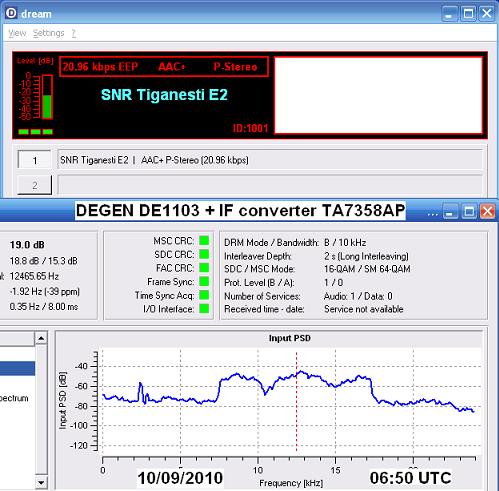 dream
View Settings ?
Level [dB]
0
-10
-20
-30
-40
-50
20.96 kbps EEP AAC+ P-Stereo
SNR Tiganesti E2
ID:1001
1 SNR Tiganesti E2 | AAC+ P-Stereo (20.96 kbps)
2
DEGEN DE1103 + IF converter TA7358AP
19.0 dB
18.8 dB / 15.3 dB
12465.65 Hz
-1.92 Hz (-39 ppm)
0.35 Hz / 8.00 ms
MSC CRC:
SDC CRC:
FAC CRC:
Frame Sync:
Time Sync Acq:
I/O Interface:
DRM Mode / Bandwidth: B / 10 kHz
Interleaver Depth: 2 s (Long Interleaving)
SDC / MSC Mode: 16-QAM / SM 64-QAM
Prot. Level (B / A): 1 / 0
Number of Services: Audio: 1 / Data: 0
Received time - date: Service not available
pectrum
Input PSD
Input PSD [dB]
-40
-60
-80
-100
-120
0 5 10 15 20
Frequency [kHz]
10/09/2010 06:50 UTC